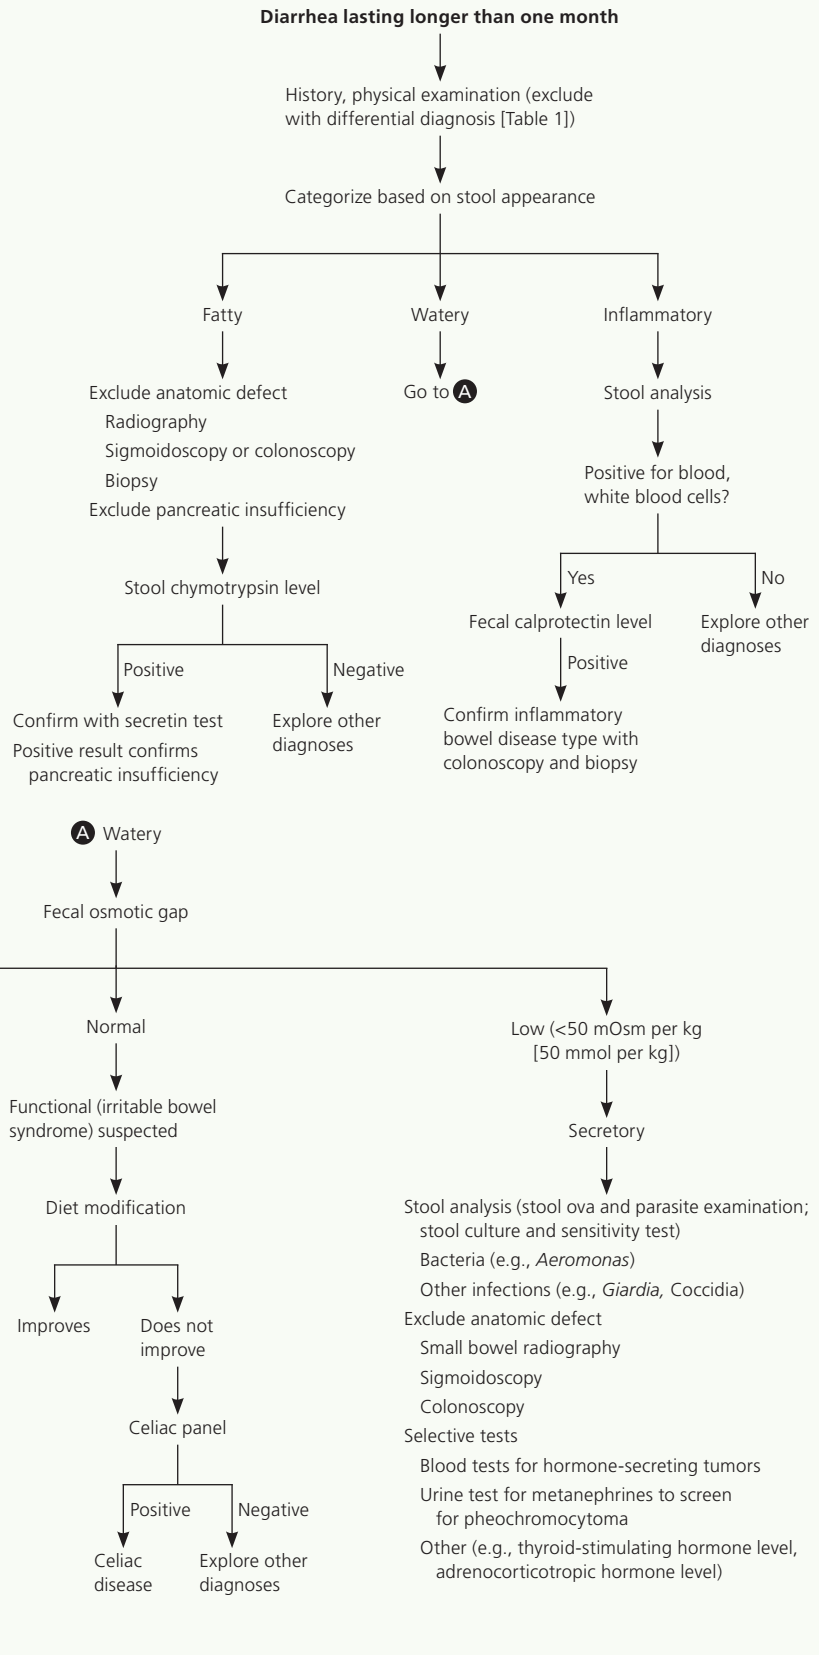 Diarrhea lasting longer than one month
History, physical examination (exclude
with differential diagnosis [Table 1])
Categorize based on stool appearance
Fatty
Watery
Inflammatory
Exclude anatomic defect
Radiography
Sigmoidoscopy or colonoscopy
Biopsy
Exclude pancreatic insufficiency
Go to A
Stool analysis
Positive for blood,
white blood cells?
Stool chymotrypsin level
Yes
No
Fecal calprotectin level
Explore other
diagnoses
Positive
Negative
Positive
Confirm with secretin test
Positive result confirms
pancreatic insufficiency
Explore other
diagnoses
Confirm inflammatory
bowel disease type with
colonoscopy and biopsy
A Watery
Fecal osmotic gap
Normal
Low (<50 mOsm per kg
[50 mmol per kg])
Functional (irritable bowel
syndrome) suspected
Secretory
Diet modification
Improves
Does not
improve
Celiac panel
Positive
Negative
Celiac
disease
Explore other
diagnoses
Stool analysis (stool ova and parasite examination;
stool culture and sensitivity test)
Bacteria (e.g., Aeromonas)
Other infections (e.g., Giardia, Coccidia)
Exclude anatomic defect
Small bowel radiography
Sigmoidoscopy
Colonoscopy
Selective tests
Blood tests for hormone-secreting tumors
Urine test for metanephrines to screen
for pheochromocytoma
Other (e.g., thyroid-stimulating hormone level,
adrenocorticotropic hormone level)